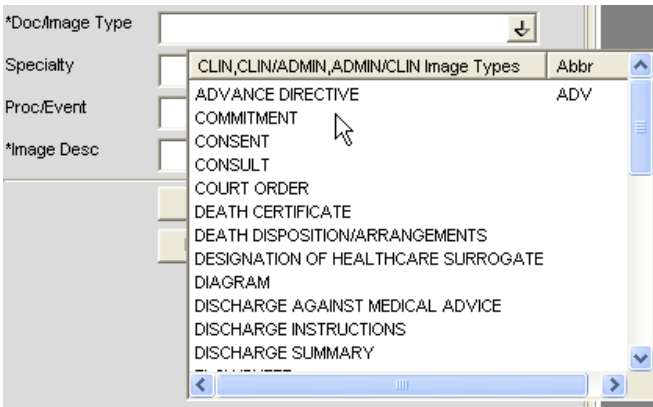 *Doc/Image Type
Specialty
CLIN,CLIN/ADMIN,ADMIN/CLIN Image Types Abbr
ADVANCE DIRECTIVE ADV
Proc/Event
COMMITMENT
CONSENT
*Image Desc
CONSULT
COURT ORDER
DEATH CERTIFICATE
DEATH DISPOSITION/ARRANGEMENTS
DESIGNATION OF HEALTHCARE SURROGATE
DIAGRAM
DISCHARGE AGAINST MEDICAL ADVICE
DISCHARGE INSTRUCTIONS
DISCHARGE SUMMARY